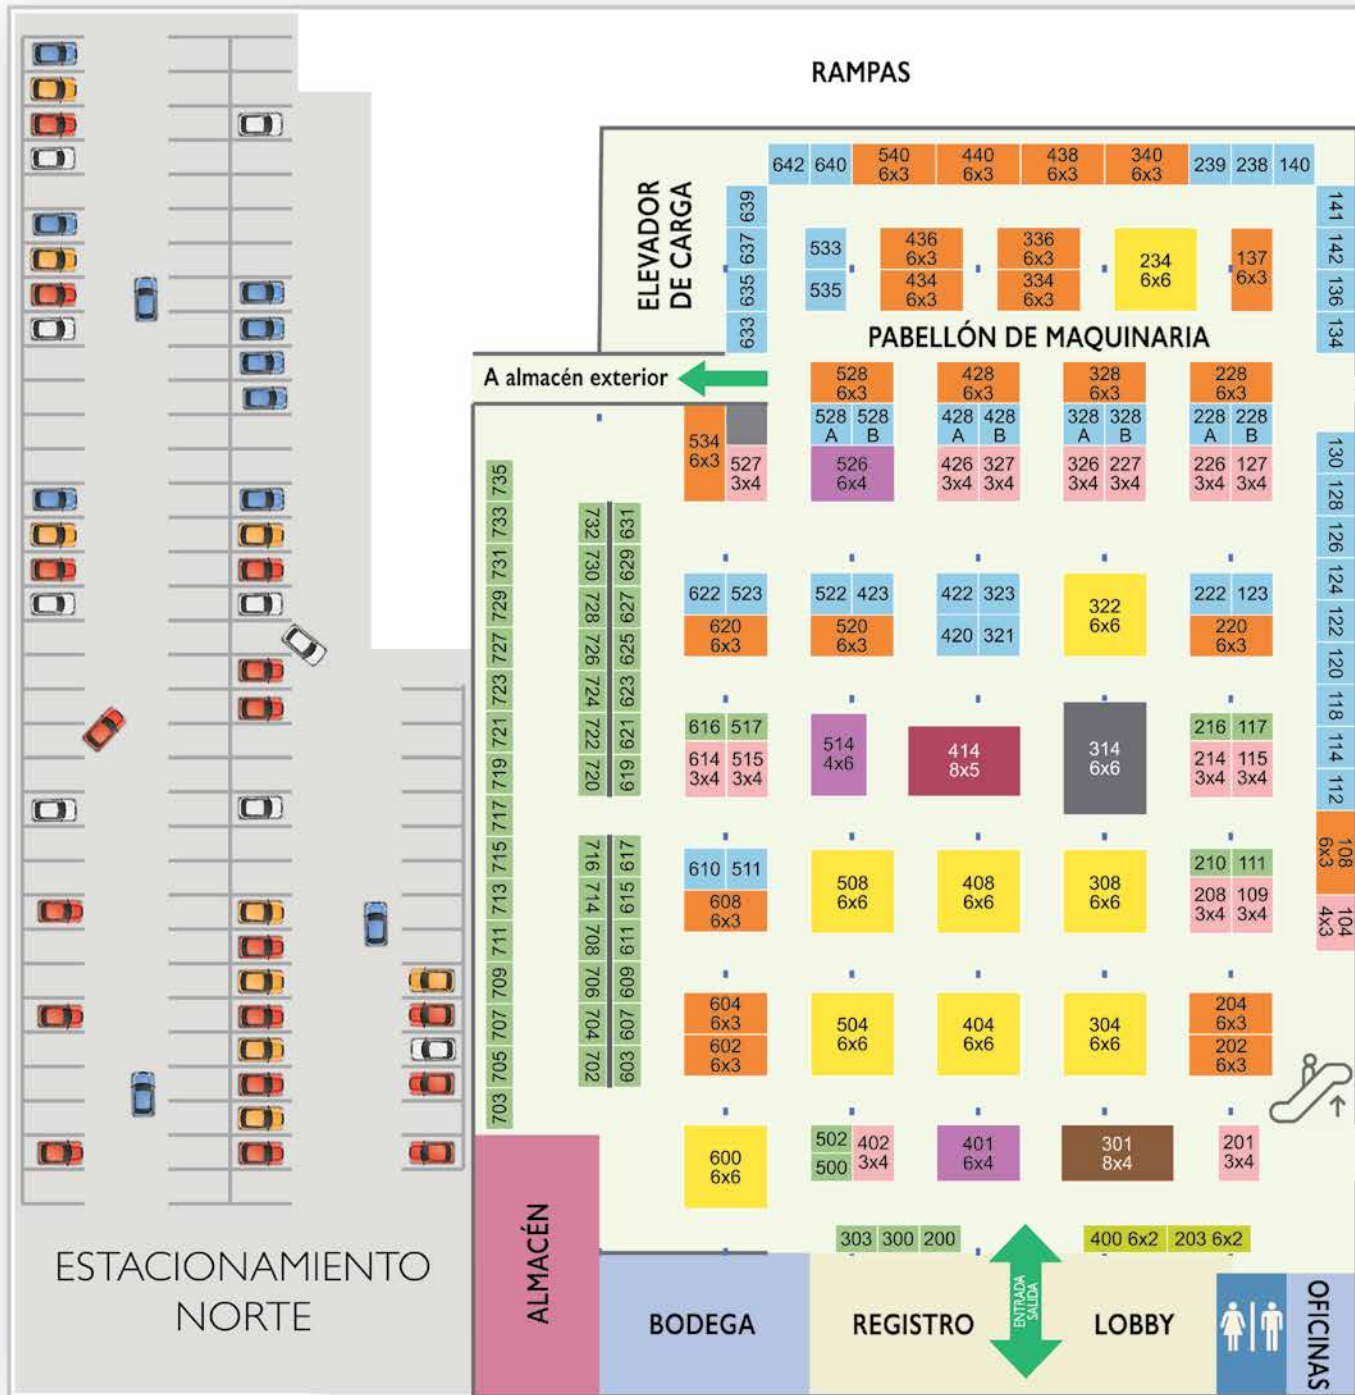 RAMPAS
ELEVADOR
DE CARGA
642 640 540 440 438 340 239 238 140
6x3 6x3 6x3 6x3
639
637
635
633
141
142
136
134
533 436 336 234 137
6x3 6x3 6x6 6x3
535 434 334
6x3 6x3
PABELLÓN DE MAQUINARIA
A almacén exterior
528 428 328 228
6x3 6x3 6x3 6x3
528 528 428 428 328 328 228 228
A B A B A B A B
534
6x3
527 526 426 327 326 227 226 127
3x4 6x4 3x4 3x4 3x4 3x4 3x4 3x4
735
733
731
729
727
723
721
719
717
715
713
711
709
707
705
703
732 631
730 629
728 627
726 625
724 623
722 621
720 619
716 617
714 615
708 611
706 609
704 607
702 603
130
128
126
124
122
120
118
114
112
108
6x3
104
4x3
622 523 522 423 422 323 322 222 123
6x6
620 520 420 321 220
6x3 6x3 6x3
616 517 514 414 314 216 117
4x6 8x5 6x6
614 515 214 115
3x4 3x4 3x4 3x4
610 511 508 408 308 210 111
6x6 6x6 6x6
608 208 109
6x3 3x4 3x4
604 504 404 304 204
6x3 6x6 6x6 6x6 6x3
602 202
6x3 6x3
600 502 402 401 301 201
6x6 3x4 6x4 8x4 3x4
500
303 300 200 400 6x2 203 6x2
ESTACIONAMIENTO
NORTE
ALMACÉN
BODEGA
REGISTRO
ENTRADA
SALIDA
LOBBY
OFICINAS